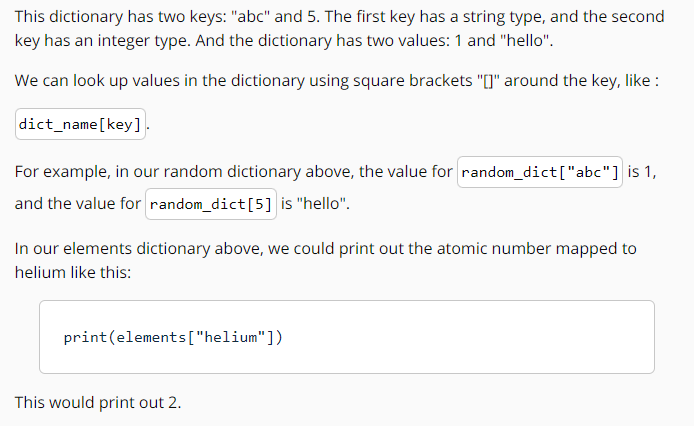 This dictionary has two keys: "abc" and 5. The first key has a string type, and the second
key has an integer type. And the dictionary has two values: 1 and "hello".
We can look up values in the dictionary using square brackets "[]" around the key, like :
dict_name[key].
For example, in our random dictionary above, the value for random_dict["abc"] is 1,
and the value for random_dict[5] is "hello".
In our elements dictionary above, we could print out the atomic number mapped to
helium like this:
print(elements["helium"])
This would print out 2.